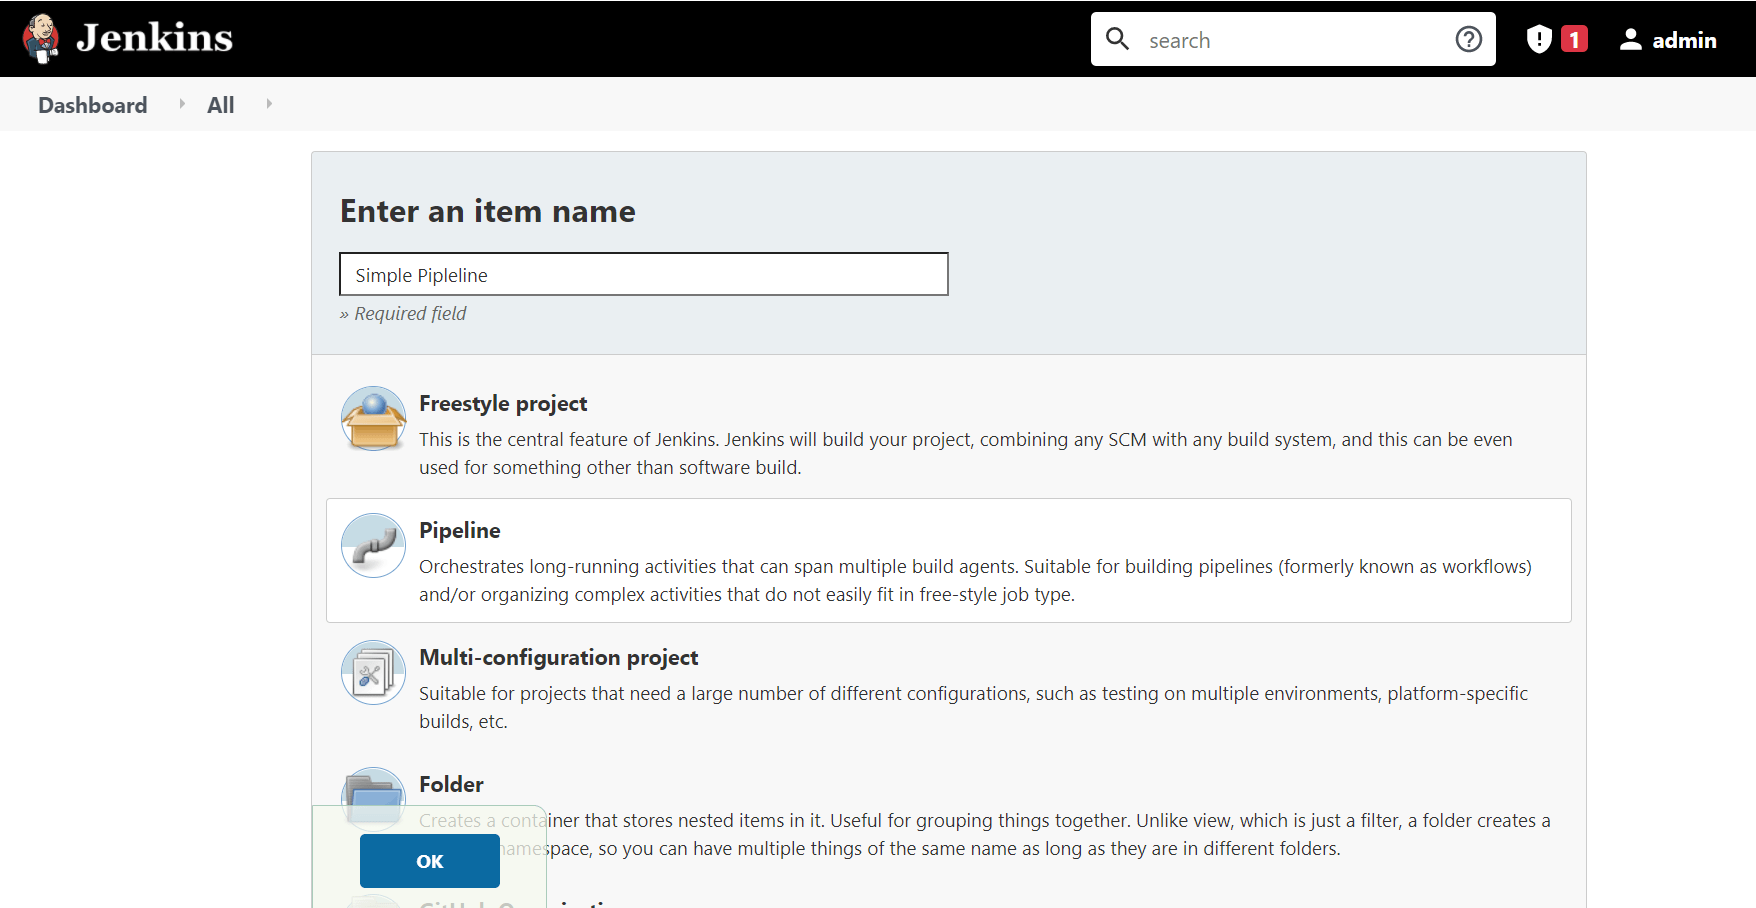 Jenkins
search
1
admin
Dashboard
All
Enter an item name
Simple Pipleline
» Required field
Freestyle project
This is the central feature of Jenkins. Jenkins will build your project, combining any SCM with any build system, and this can be even
used for something other than software build.
Pipeline
Orchestrates long-running activities that can span multiple build agents. Suitable for building pipelines (formerly known as workflows)
and/or organizing complex activities that do not easily fit in free-style job type.
Multi-configuration project
Suitable for projects that need a large number of different configurations, such as testing on multiple environments, platform-specific
builds, etc.
Folder
Creates a container that stores nested items in it. Useful for grouping things together. Unlike view, which is just a filter, a folder creates a
namespace, so you can have multiple things of the same name as long as they are in different folders.
OK